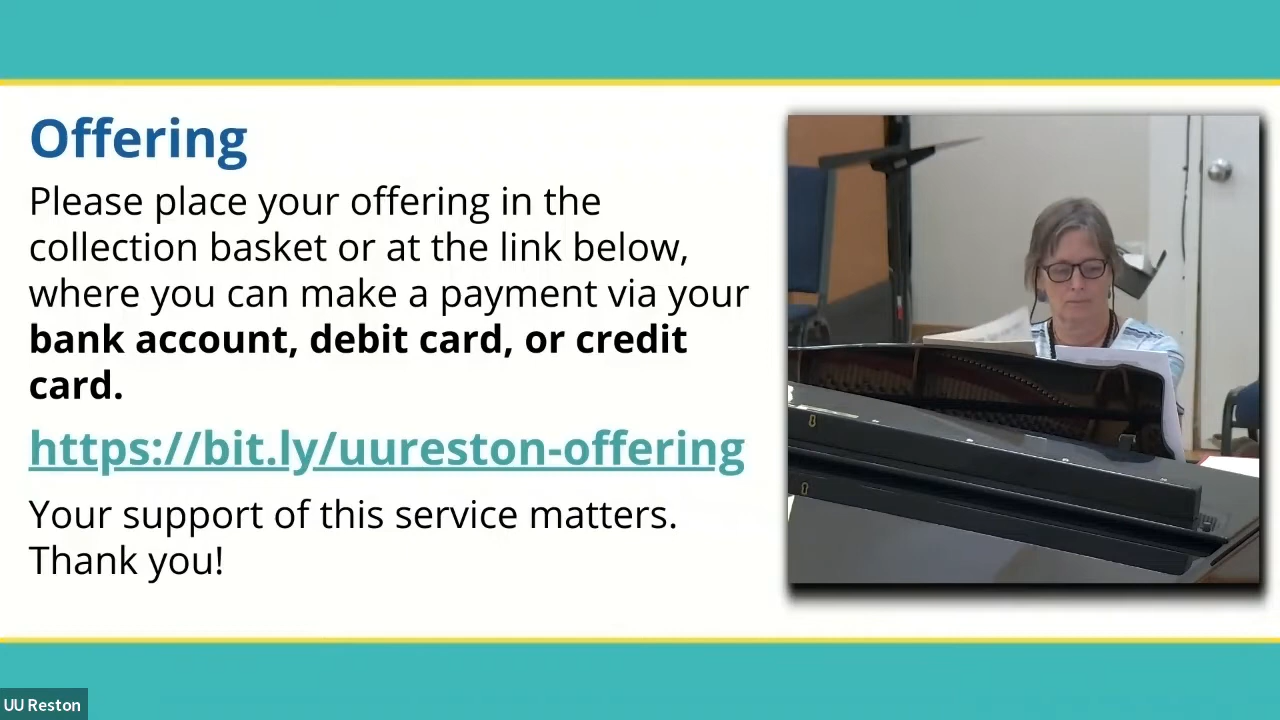 Offering
Please place your offering in the
collection basket or at the link below,
where you can make a payment via your
bank account, debit card, or credit
card.
https://bit.ly/uureston-offering
Your support of this service matters.
Thank you!
UU Reston